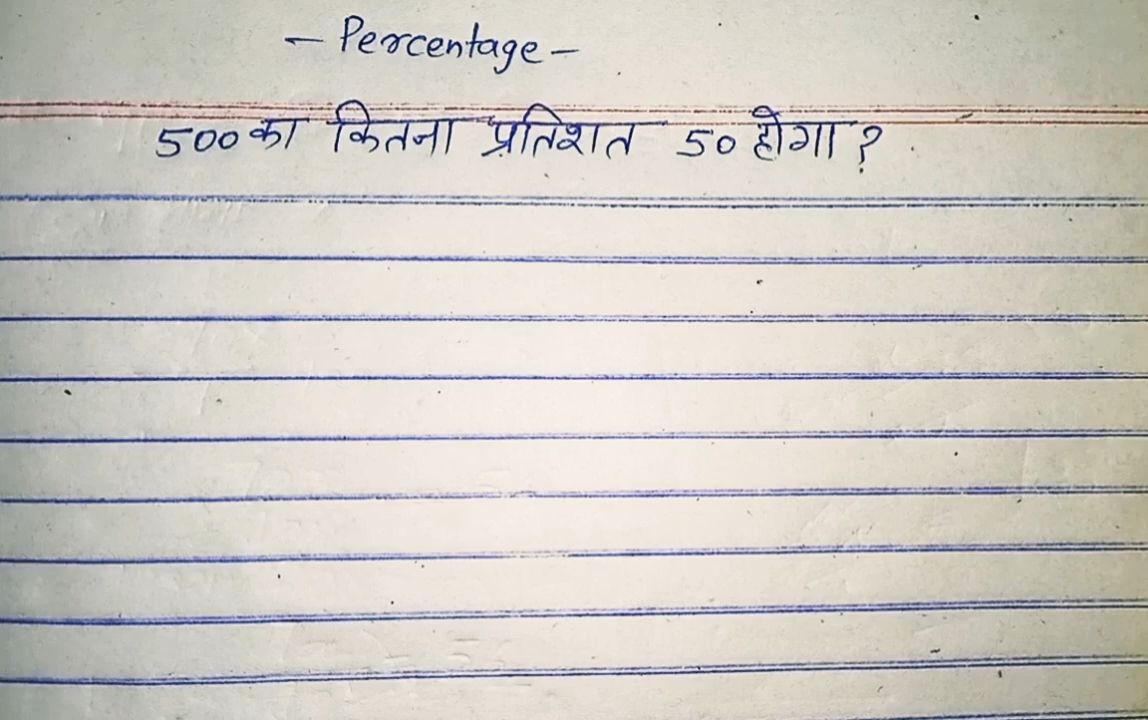 - Percentage -
500 का कितना प्रतिशत 50 होगा ?